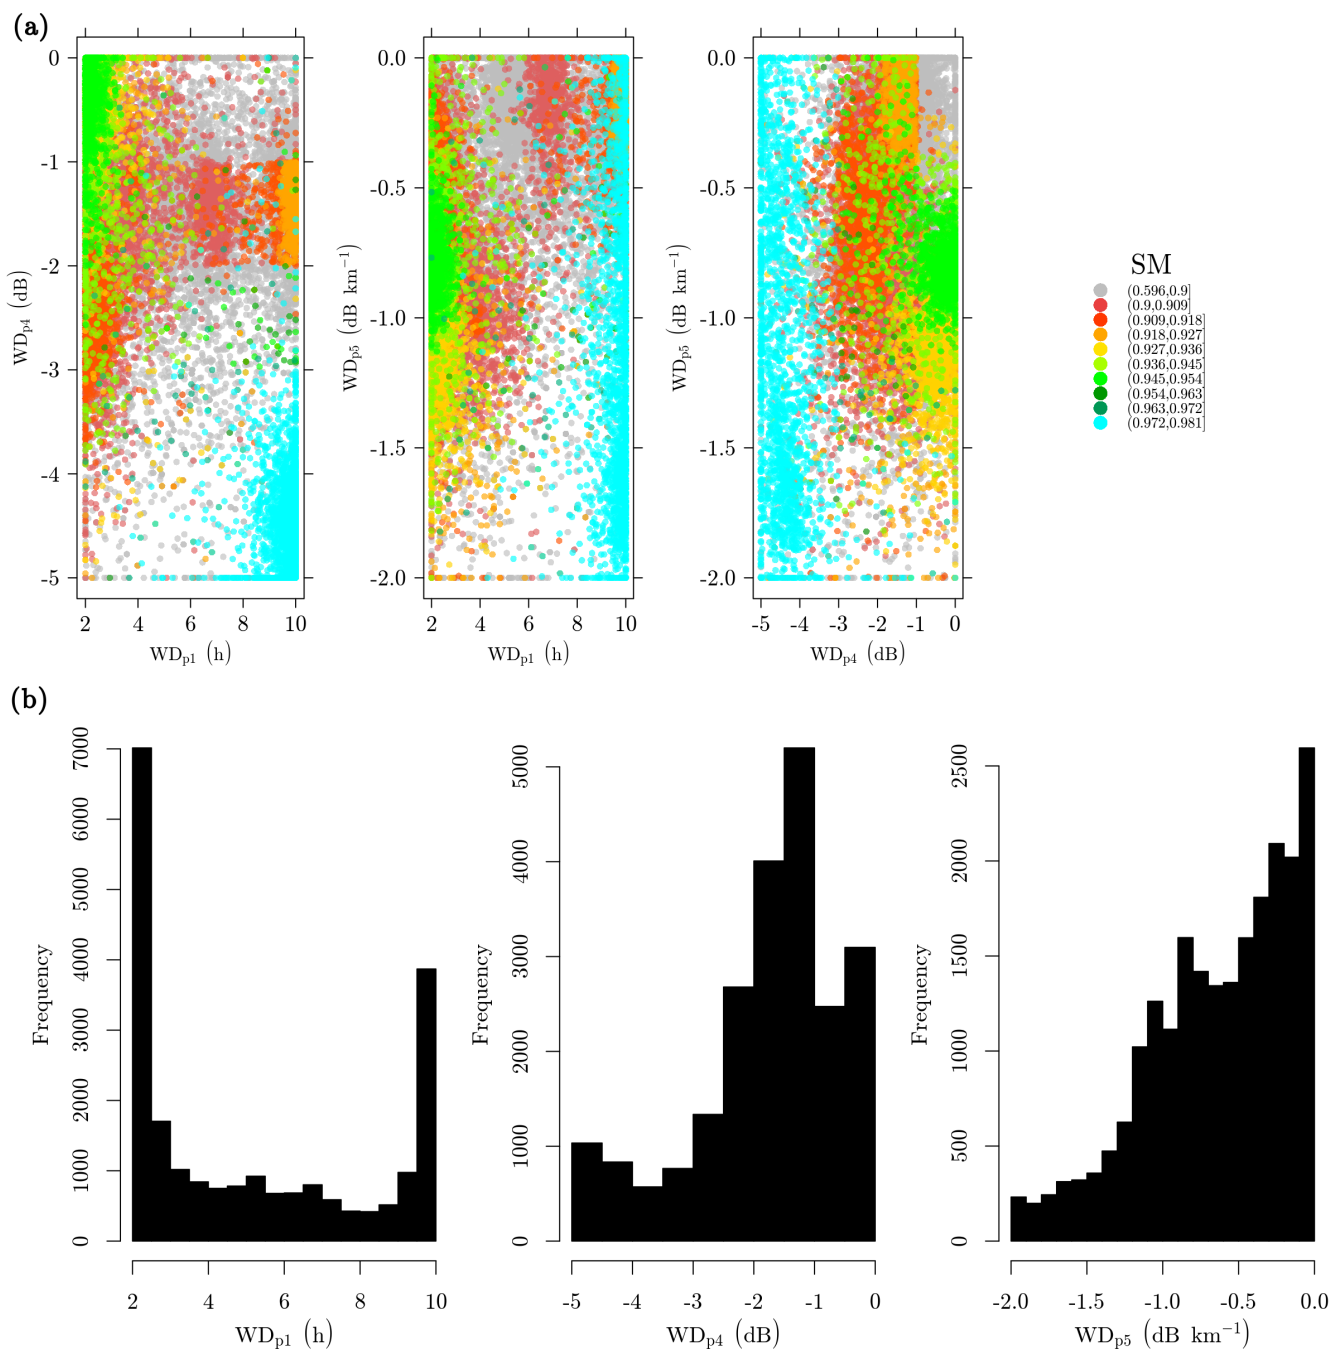 (a)
0
-1
-2
-3
-4
-5
WDp4 (dB)
2 4 6 8 10
WDp1 (h)
0.0
-0.5
-1.0
-1.5
-2.0
WDp5 (dB km−1)
2 4 6 8 10
WDp1 (h)
0.0
-0.5
-1.0
-1.5
-2.0
WDp5 (dB km−1)
-5 -4 -3 -2 -1 0
WDp4 (dB)
SM
(0.596,0.9]
(0.9,0.909]
(0.909,0.918]
(0.918,0.927]
(0.927,0.936]
(0.936,0.945]
(0.945,0.954]
(0.954,0.963]
(0.963,0.972]
(0.972,0.981]
(b)
7000
6000
5000
4000
3000
2000
1000
0
Frequency
2 4 6 8 10
WDp1 (h)
5000
4000
3000
2000
1000
0
Frequency
-5 -4 -3 -2 -1 0
WDp4 (dB)
2500
2000
1500
1000
500
0
Frequency
-2.0 -1.5 -1.0 -0.5 0.0
WDp5 (dB km−1)